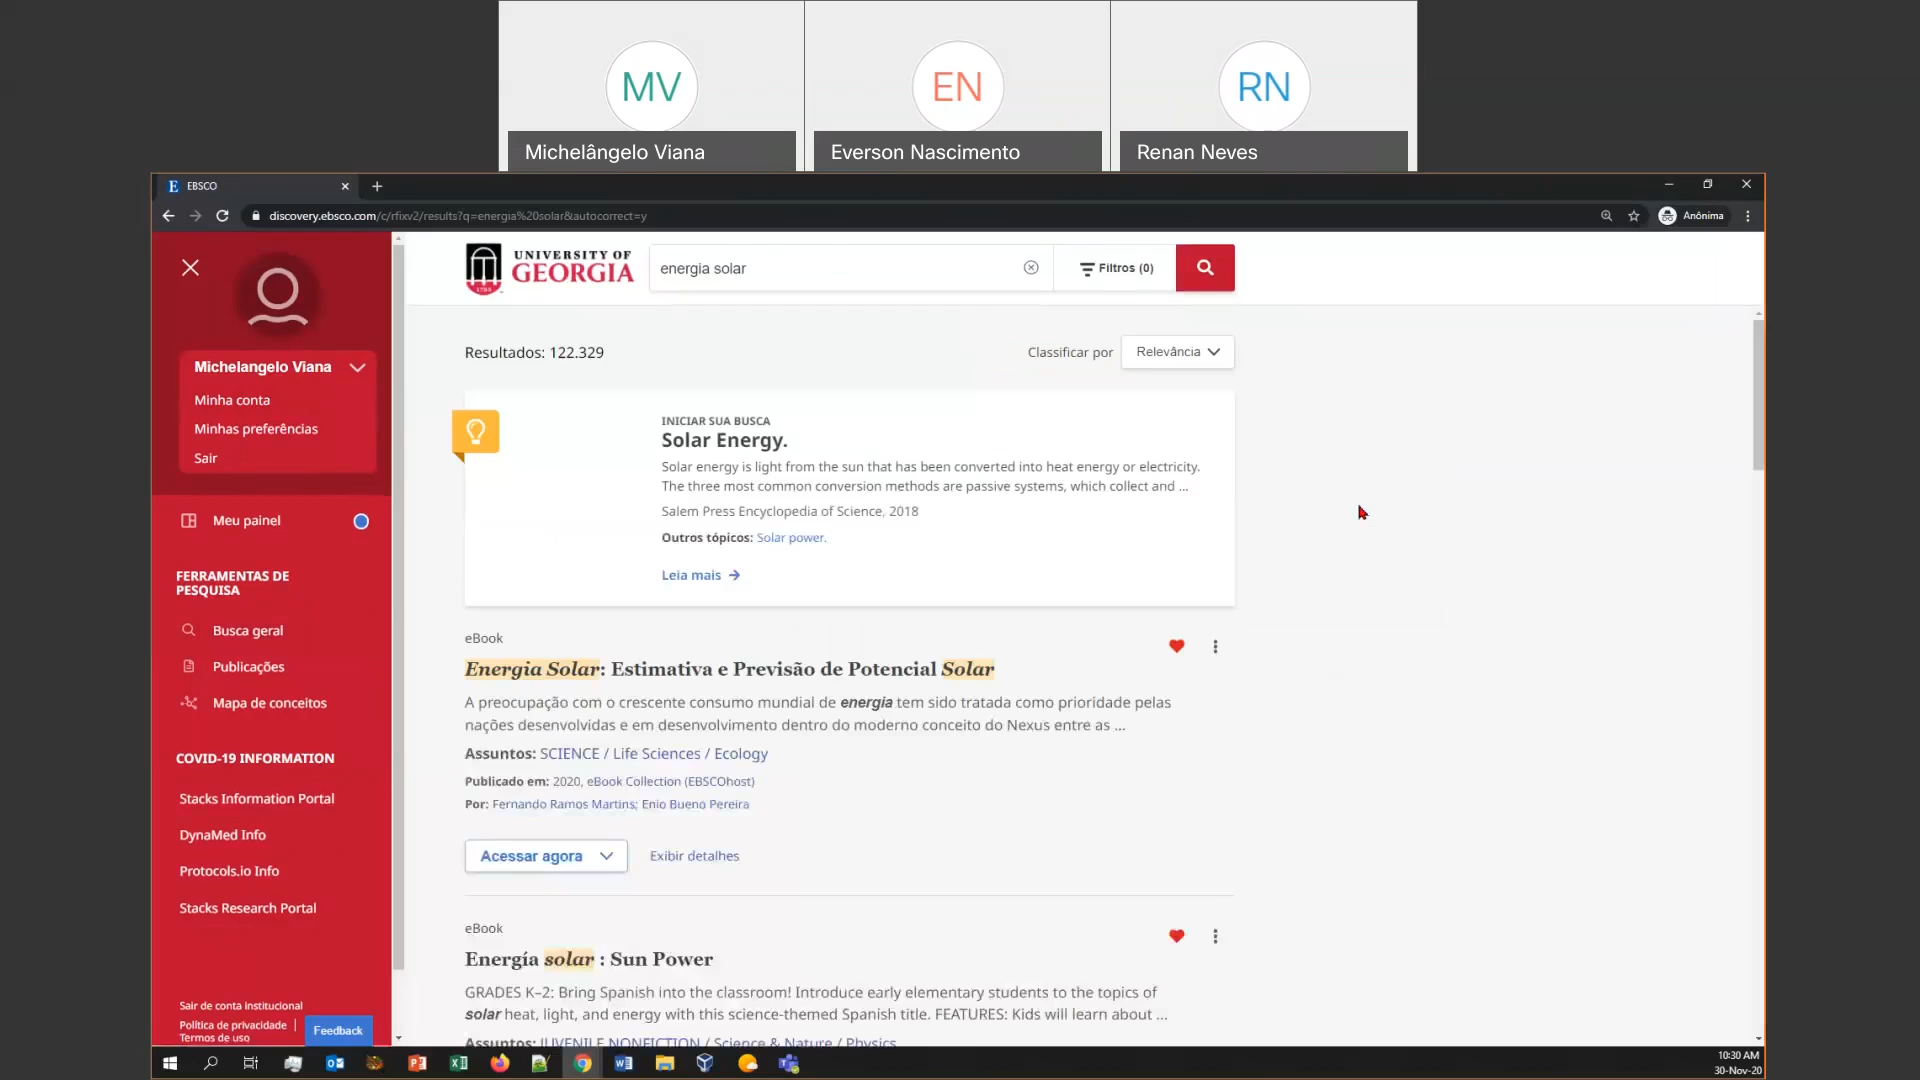 MV
EN
RN
Michelângelo Viana
Everson Nascimento
Renan Neves
E EBSCO
discovery.ebsco.com/c/rfixv2/results?q=energia%20solar&autocorrect=y
Anônima
UNIVERSITY OF
GEORGIA
1785
energia solar
Filtros (0)
Michelangelo Viana
Minha conta
Minhas preferências
Sair
Meu painel
FERRAMENTAS DE
PESQUISA
Busca geral
Publicações
Mapa de conceitos
COVID-19 INFORMATION
Stacks Information Portal
DynaMed Info
Protocols.io Info
Stacks Research Portal
Sair de conta institucional
Política de privacidade |
Termos de uso
Feedback
Resultados: 122.329
Classificar por
Relevância
INICIAR SUA BUSCA
Solar Energy.
Solar energy is light from the sun that has been converted into heat energy or electricity.
The three most common conversion methods are passive systems, which collect and ...
Salem Press Encyclopedia of Science, 2018
Outros tópicos: Solar power.
Leia mais
eBook
Energia Solar: Estimativa e Previsão de Potencial Solar
A preocupação com o crescente consumo mundial de energia tem sido tratada como prioridade pelas
nações desenvolvidas e em desenvolvimento dentro do moderno conceito do Nexus entre as ...
Assuntos: SCIENCE / Life Sciences / Ecology
Publicado em: 2020, eBook Collection (EBSCOhost)
Por: Fernando Ramos Martins; Enio Bueno Pereira
Acessar agora
Exibir detalhes
eBook
Energía solar : Sun Power
GRADES K–2: Bring Spanish into the classroom! Introduce early elementary students to the topics of
solar heat, light, and energy with this science-themed Spanish title. FEATURES: Kids will learn about ...
Assuntos: JUVENILE NONFICTION / Science & Nature / Physics
10:30 AM
30-Nov-20